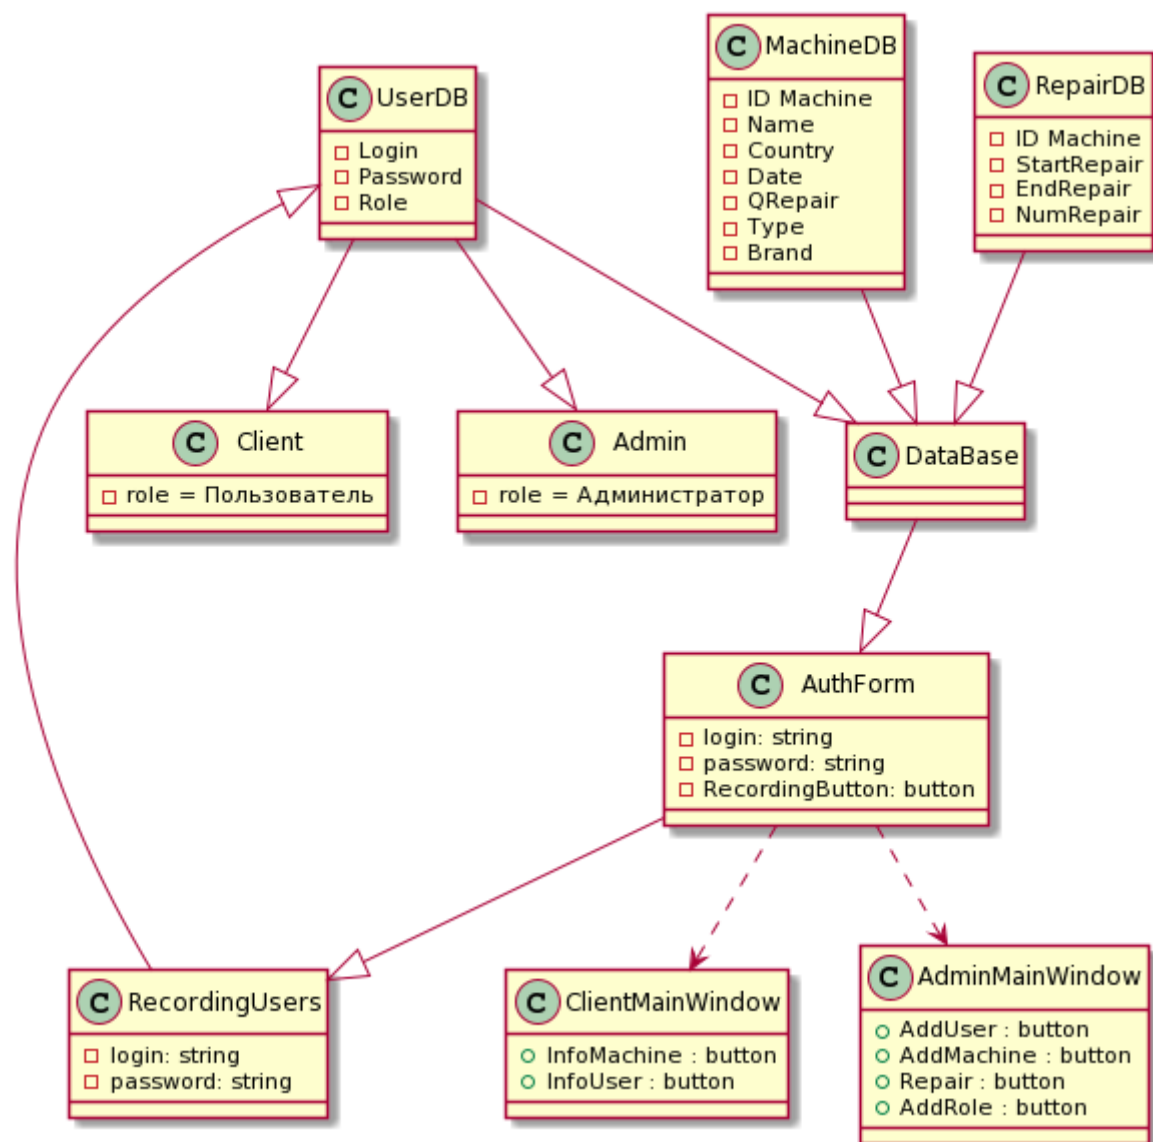 C UserDB
Login
Password
Role
C MachineDB
ID Machine
Name
Country
Date
QRepair
Type
Brand
C RepairDB
ID Machine
StartRepair
EndRepair
NumRepair
C Client
role = Пользователь
C Admin
role = Администратор
C DataBase
C AuthForm
login: string
password: string
RecordingButton: button
C RecordingUsers
login: string
password: string
C ClientMainWindow
InfoMachine : button
InfoUser : button
C AdminMainWindow
AddUser : button
AddMachine : button
Repair : button
AddRole : button